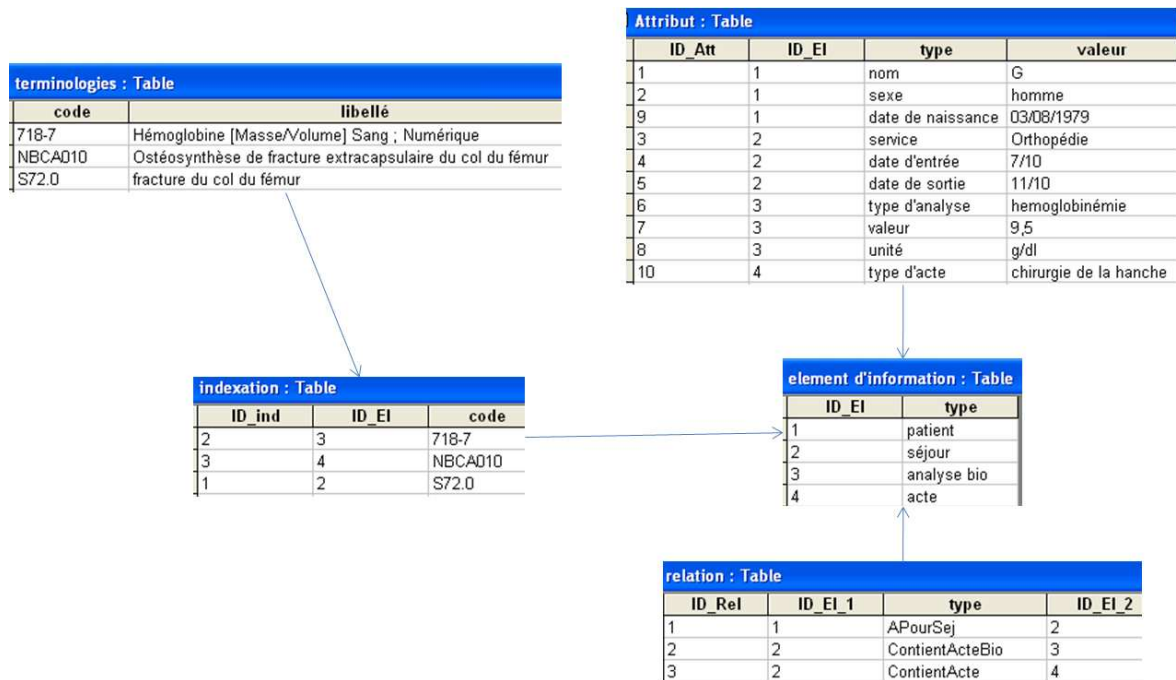 Attribut : Table
ID_Att ID_El type valeur
1 1 nom G
2 1 sexe homme
9 1 date de naissance 03/08/1979
3 2 service Orthopédie
4 2 date d'entrée 7/10
5 2 date de sortie 11/10
6 3 type d'analyse hemoglobinémie
7 3 valeur 9,5
8 3 unité g/dl
10 4 type d'acte chirurgie de la hanche
terminologies : Table
code libellé
718-7 Hémoglobine [Masse/Volume] Sang ; Numérique
NBCA010 Ostéosynthèse de fracture extracapsulaire du col du fémur
S72.0 fracture du col du fémur
indexation : Table
ID_ind ID_El code
2 3 718-7
3 4 NBCA010
1 2 S72.0
element d'information : Table
ID_El type
1 patient
2 séjour
3 analyse bio
4 acte
relation : Table
ID_Rel ID_El_1 type ID_El_2
1 1 APourSej 2
2 2 ContientActeBio 3
3 2 ContientActe 4